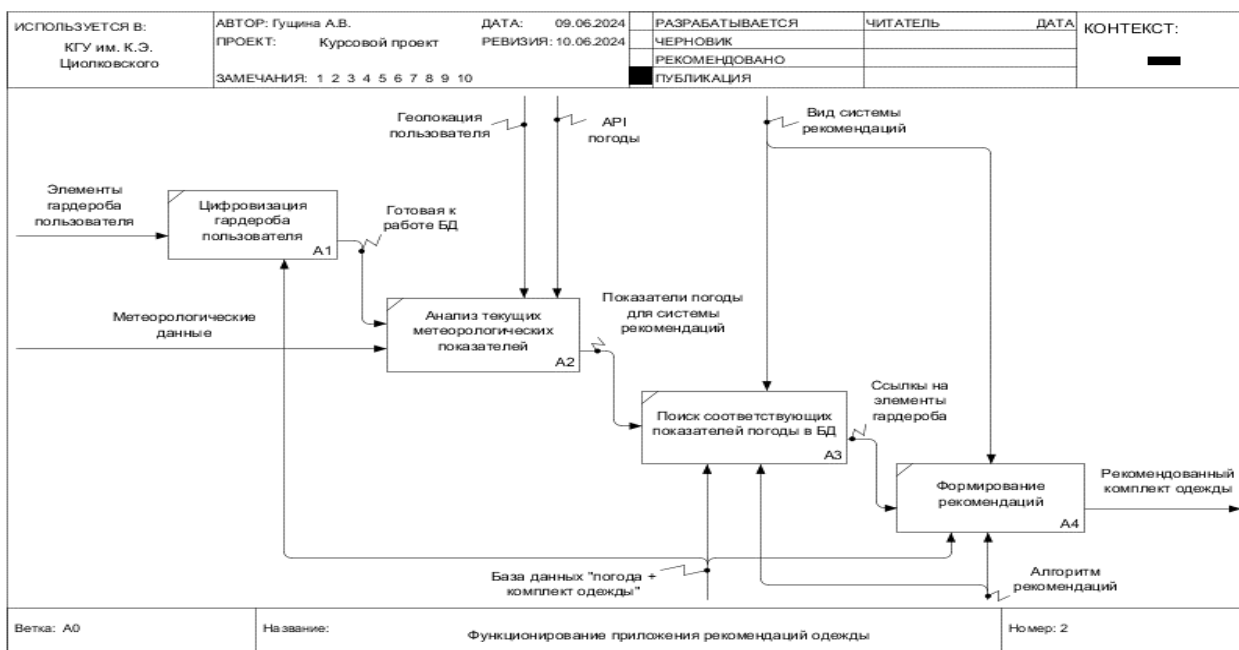 ИСПОЛЬЗУЕТСЯ В:
КГУ им. К.Э.
Циолковского
АВТОР: Гущина А.В.
ДАТА: 09.06.2024
ПРОЕКТ: Курсовой проект
РЕВИЗИЯ: 10.06.2024
ЗАМЕЧАНИЯ: 1 2 3 4 5 6 7 8 9 10
РАЗРАБАТЫВАЕТСЯ
ЧЕРНОВИК
РЕКОМЕНДОВАНО
ПУБЛИКАЦИЯ
ЧИТАТЕЛЬ
ДАТА
КОНТЕКСТ:
Геолокация
пользователя
API
погоды
Вид системы
рекомендаций
Элементы
гардероба
пользователя
Цифровизация
гардероба
пользователя
A1
Готовая к
работе БД
Метеорологические
данные
Анализ текущих
метеорологических
показателей
A2
Показатели погоды
для системы
рекомендаций
Поиск соответствующих
показателей погоды в БД
A3
Ссылкы на
элементы
гардероба
Формирование
рекомендаций
A4
Рекомендованный
комплект одежды
База данных "погода +
комплект одежды"
Алгоритм
рекомендаций
Ветка: A0
Название:
Функционирование приложения рекомендаций одежды
Номер: 2